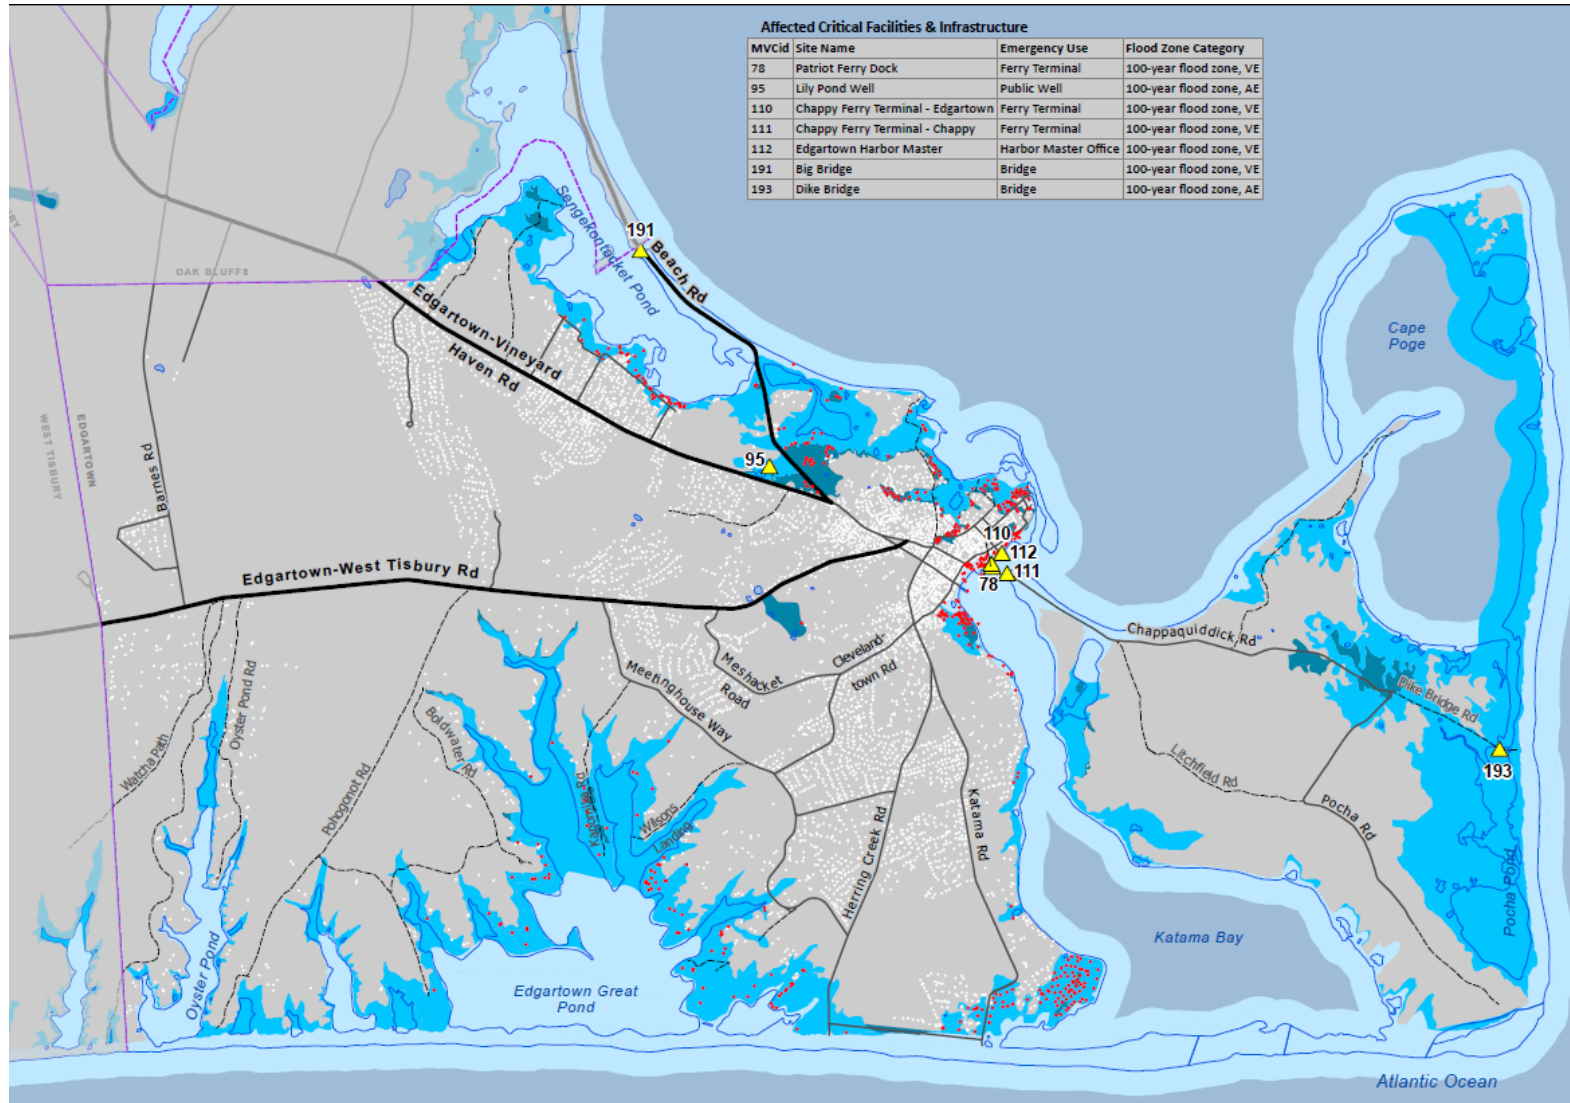 Affected Critical Facilities & Infrastructure
MVCid Site Name Emergency Use Flood Zone Category
78 Patriot Ferry Dock Ferry Terminal 100-year flood zone, VE
95 Lily Pond Well Public Well 100-year flood zone, AE
110 Chappy Ferry Terminal - Edgartown Ferry Terminal 100-year flood zone, VE
111 Chappy Ferry Terminal - Chappy Ferry Terminal 100-year flood zone, VE
112 Edgartown Harbor Master Harbor Master Office 100-year flood zone, VE
191 Big Bridge Bridge 100-year flood zone, VE
193 Dike Bridge Bridge 100-year flood zone, AE
Sengekontacket Pond
191
Beach Rd
OAK BLUFFS
Edgartown-Vineyard
Haven Rd
Cape
Poge
WEST TISBURY
EDGARTOWN
Barnes Rd
95
110
112
111
78
Edgartown-West Tisbury Rd
Chappaquiddick Rd
Cleveland-
town Rd
Meshacket
Road
Meetinghouse Way
Oyster Pond Rd
Watcha Path
Boldwater Rd
Pohogonot Rd
Dike Bridge Rd
193
Litchfield Rd
Pocha Rd
Wilsons
Landing
Katama Rd
Herring Creek Rd
Pocha Pond
Katama Bay
Oyster Pond
Edgartown Great
Pond
Atlantic Ocean